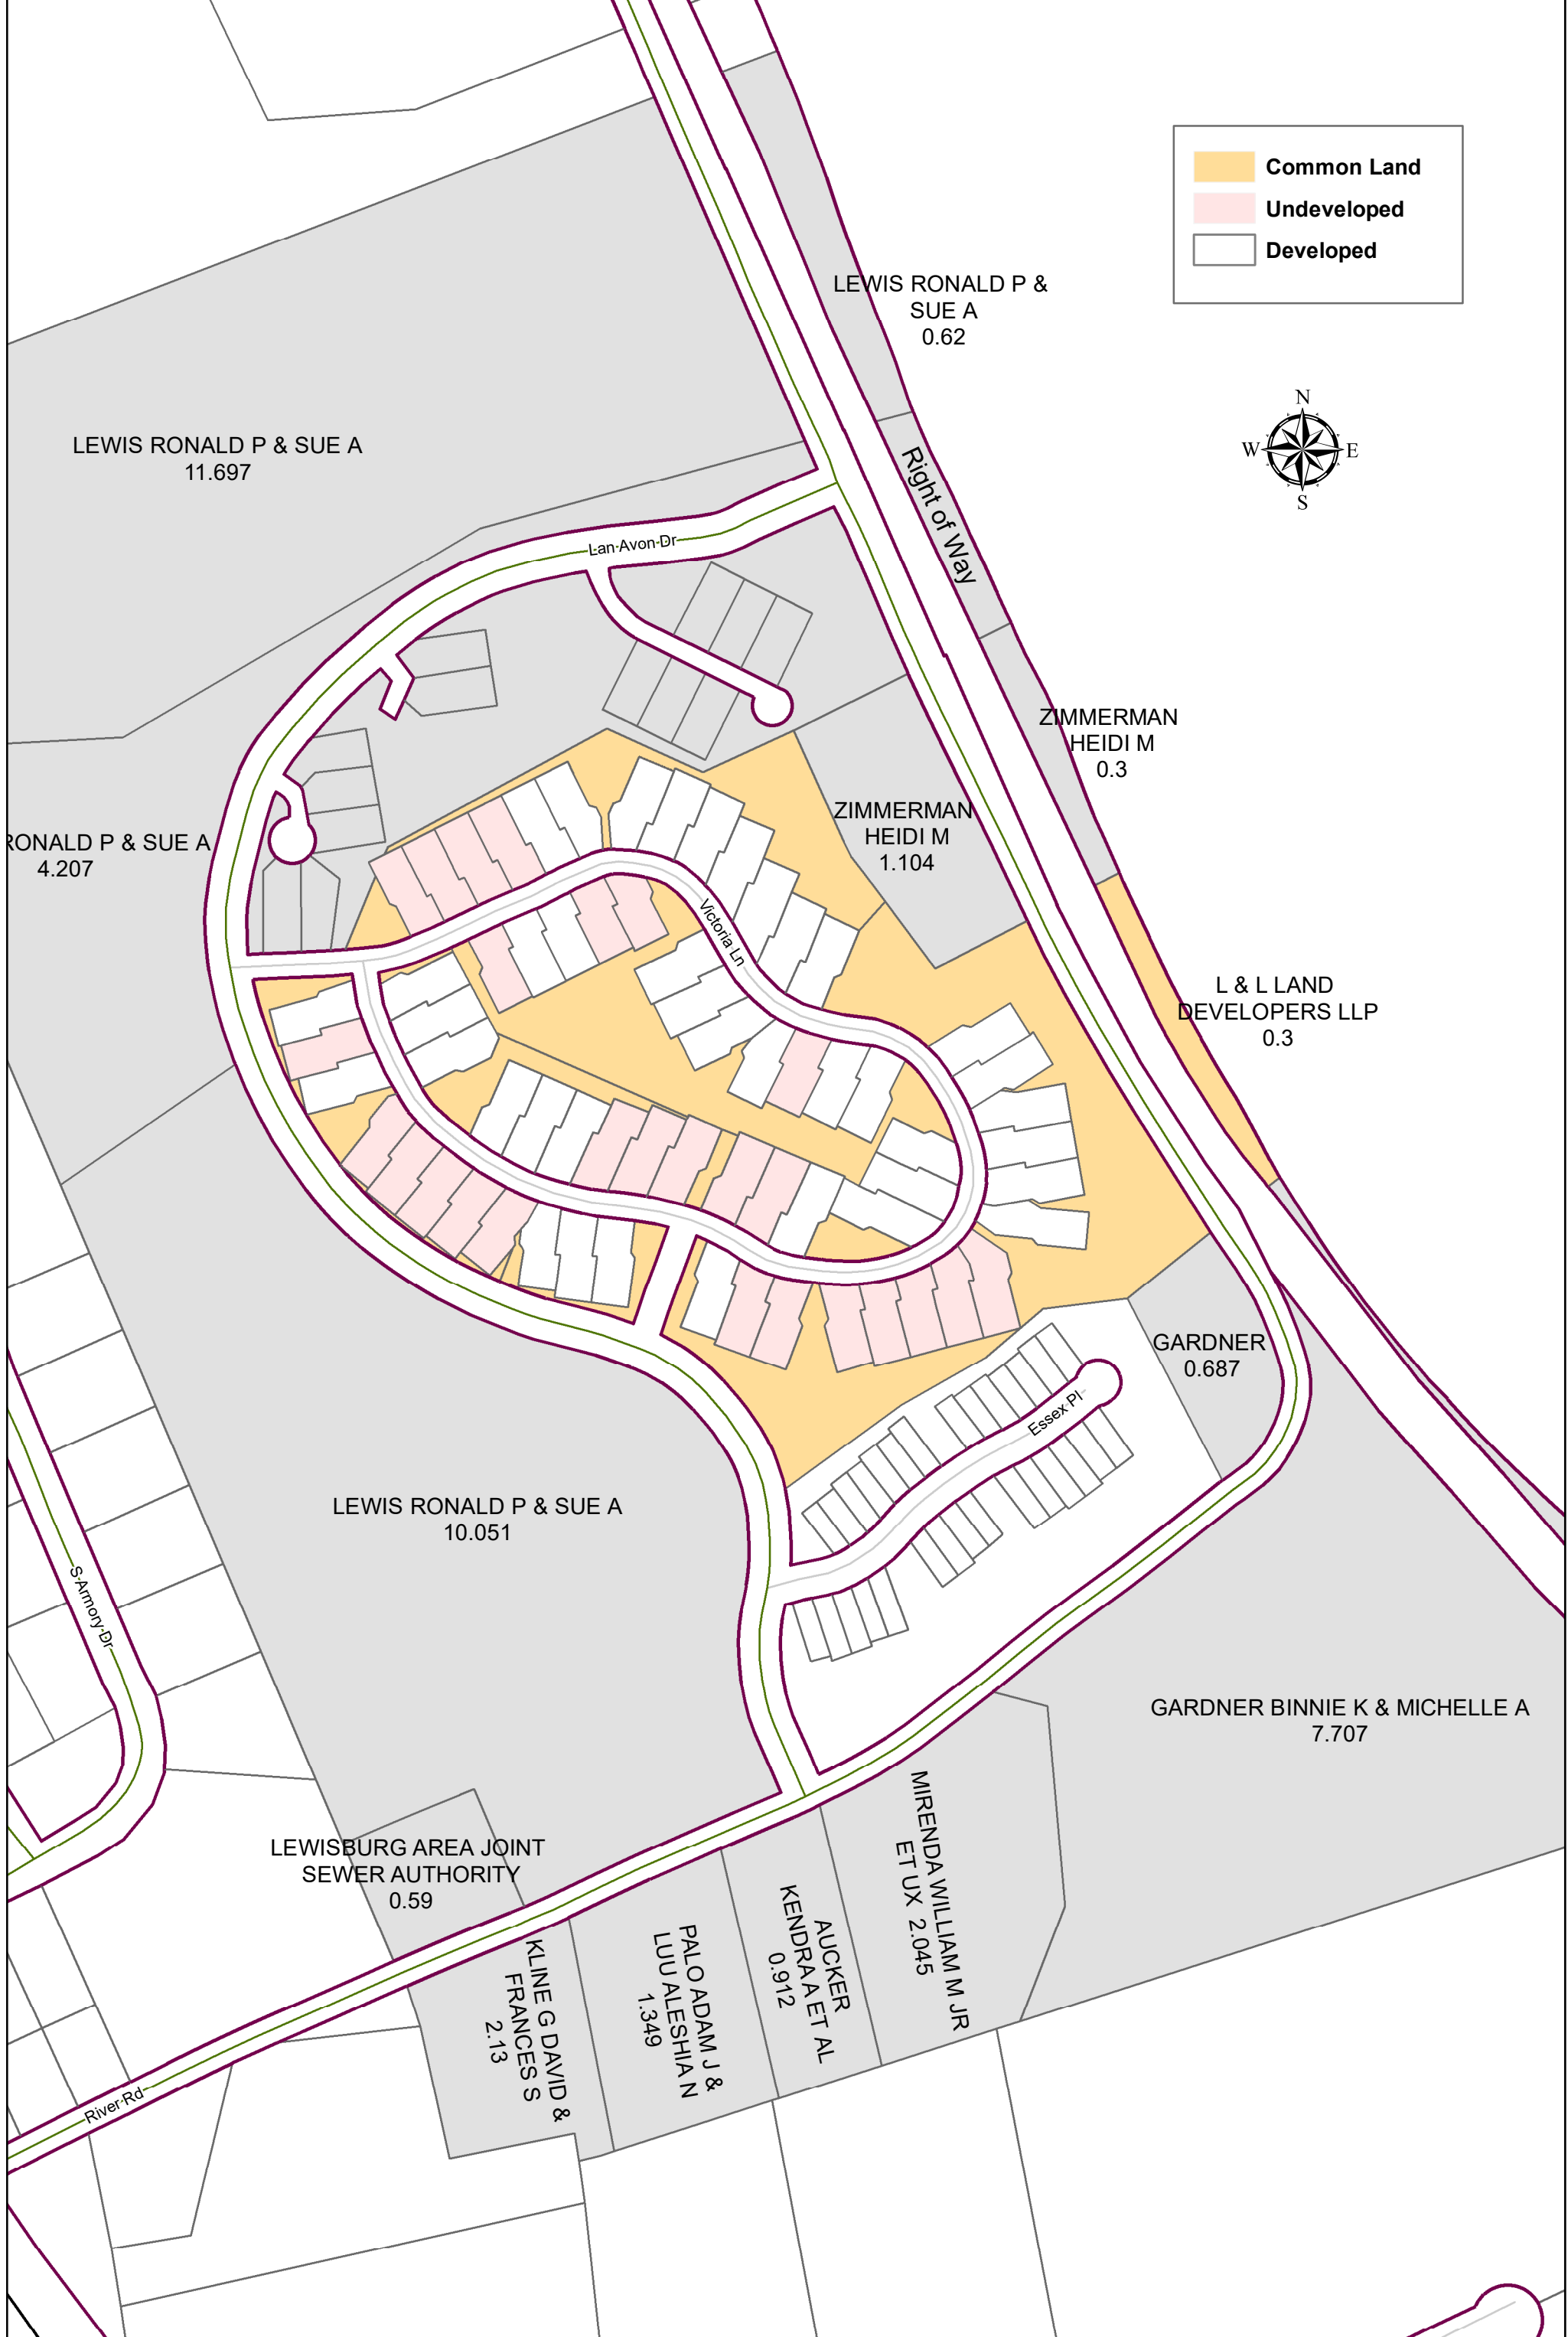 Common Land
Undeveloped
Developed
LEWIS RONALD P &
SUE A
0.62
N
W
E
S
LEWIS RONALD P & SUE A
11.697
Right of Way
Lan Avon Dr
ZIMMERMAN
HEIDI M
0.3
ZIMMERMAN
HEIDI M
1.104
RONALD P & SUE A
4.207
Victoria Ln
L & L LAND
DEVELOPERS LLP
0.3
GARDNER
0.687
Essex Pl
LEWIS RONALD P & SUE A
10.051
S Armory Dr
GARDNER BINNIE K & MICHELLE A
7.707
LEWISBURG AREA JOINT
SEWER AUTHORITY
0.59
MIRENDA WILLIAM M JR
ET UX 2.045
AUCKER
KENDRA A ET AL
0.912
PALO ADAM J &
LUU ALESHIA N
1.349
KLINE G DAVID &
FRANCES S
2.13
River Rd